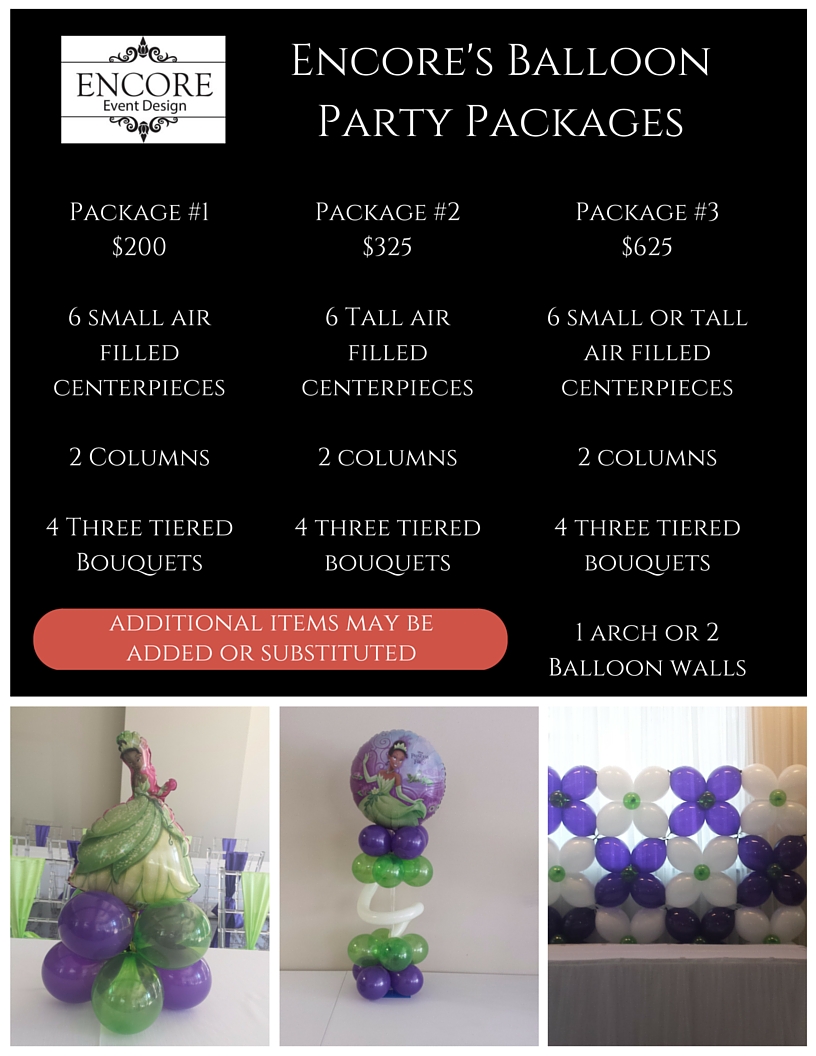 ENCORE
Event Design
Encore's Balloon
Party Packages
Package #1
$200
6 small air
filled
centerpieces
2 Columns
4 Three tiered
Bouquets
Package #2
$325
6 Tall air
filled
centerpieces
2 columns
4 three tiered
bouquets
Package #3
$625
6 small or tall
air filled
centerpieces
2 columns
4 three tiered
bouquets
1 arch or 2
Balloon walls
additional items may be
added or substituted